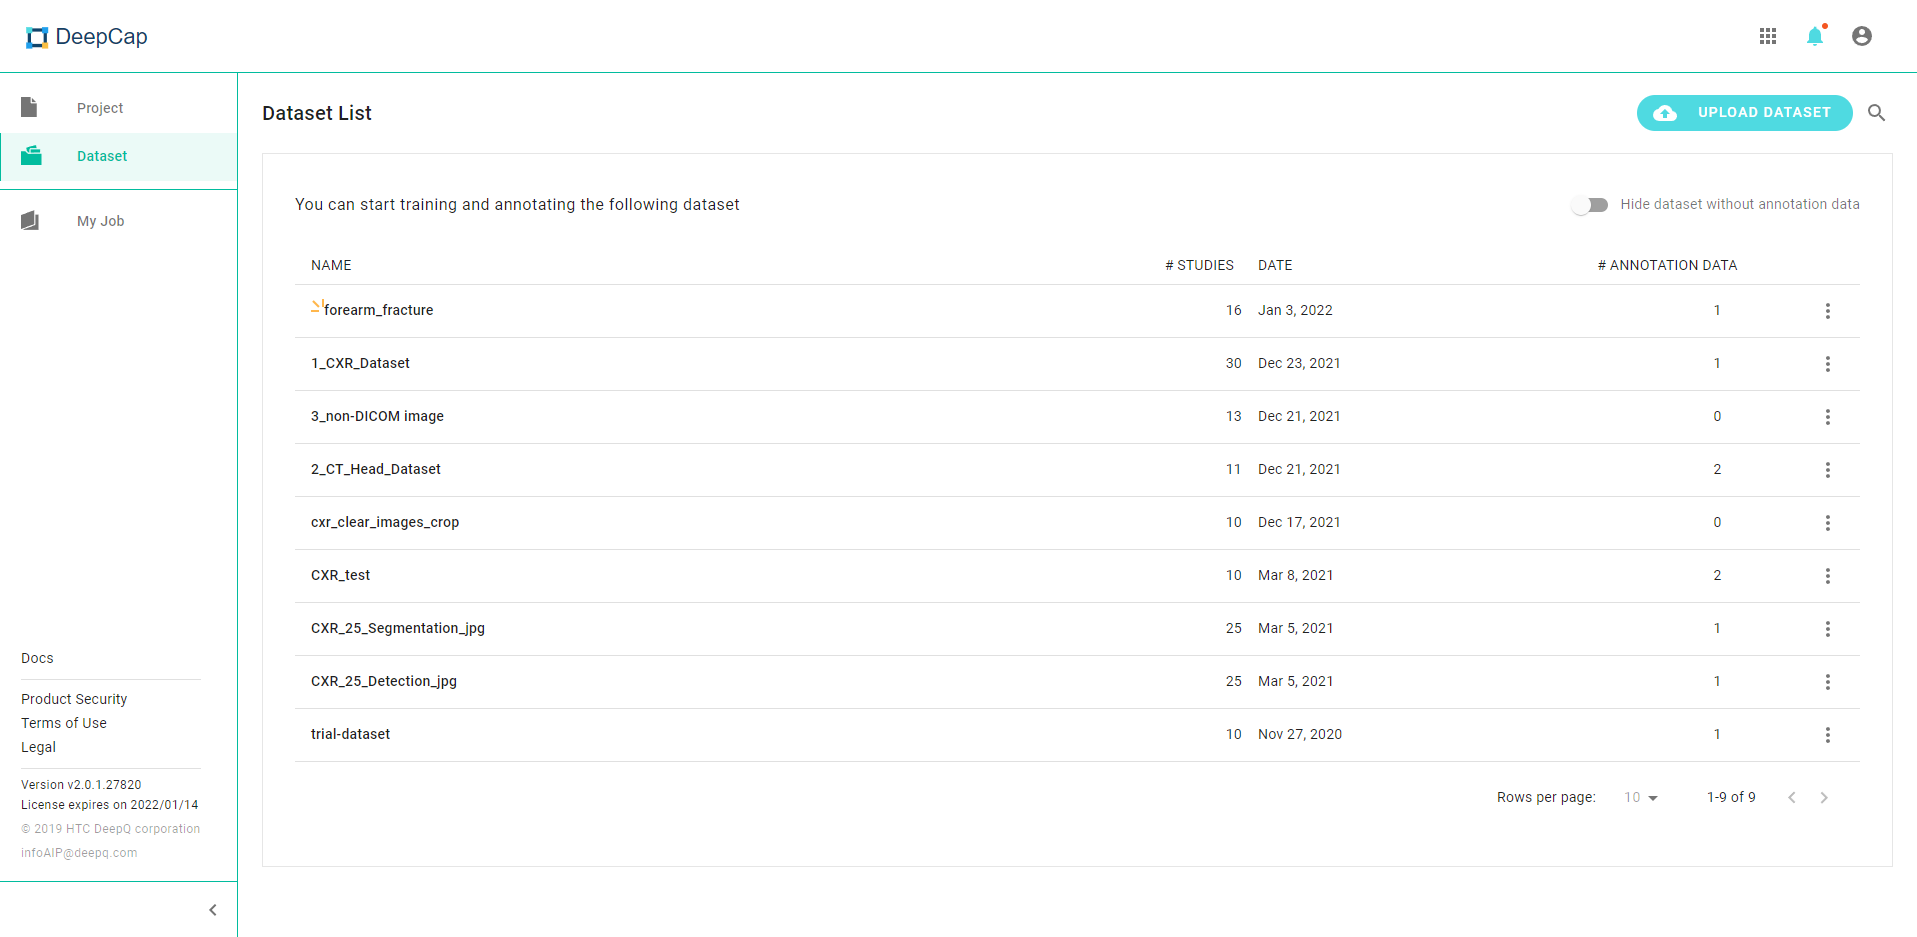 DeepCap
Project
Dataset
My Job
Docs
Product Security
Terms of Use
Legal
Version v2.0.1.27820
License expires on 2022/01/14
© 2019 HTC DeepQ corporation
infoAIP@deepq.com
Dataset List
UPLOAD DATASET
You can start training and annotating the following dataset
Hide dataset without annotation data
NAME # STUDIES DATE # ANNOTATION DATA
forearm_fracture 16 Jan 3, 2022 1
1_CXR_Dataset 30 Dec 23, 2021 1
3_non-DICOM image 13 Dec 21, 2021 0
2_CT_Head_Dataset 11 Dec 21, 2021 2
cxr_clear_images_crop 10 Dec 17, 2021 0
CXR_test 10 Mar 8, 2021 2
CXR_25_Segmentation_jpg 25 Mar 5, 2021 1
CXR_25_Detection_jpg 25 Mar 5, 2021 1
trial-dataset 10 Nov 27, 2020 1
Rows per page: 10 1-9 of 9